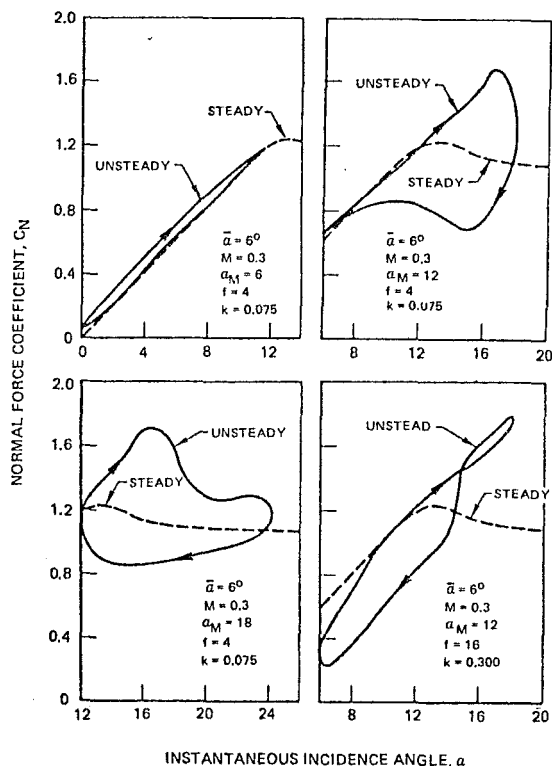 NORMAL FORCE COEFFICIENT, CN
2.0
1.6
1.2
0.8
0.4
0
STEADY
UNSTEADY
ᾱ = 6°
M = 0.3
αM = 6
f = 4
k = 0.075
0 4 8 12
UNSTEADY
STEADY
ᾱ = 6°
M = 0.3
αM = 12
f = 4
k = 0.075
8 12 16 20
2.0
1.6
1.2
0.8
0.4
0
UNSTEADY
STEADY
ᾱ = 6°
M = 0.3
αM = 18
f = 4
k = 0.075
12 16 20 24
UNSTEAD
STEADY
ᾱ = 6°
M = 0.3
αM = 12
f = 16
k = 0.300
8 12 16 20
INSTANTANEOUS INCIDENCE ANGLE, α